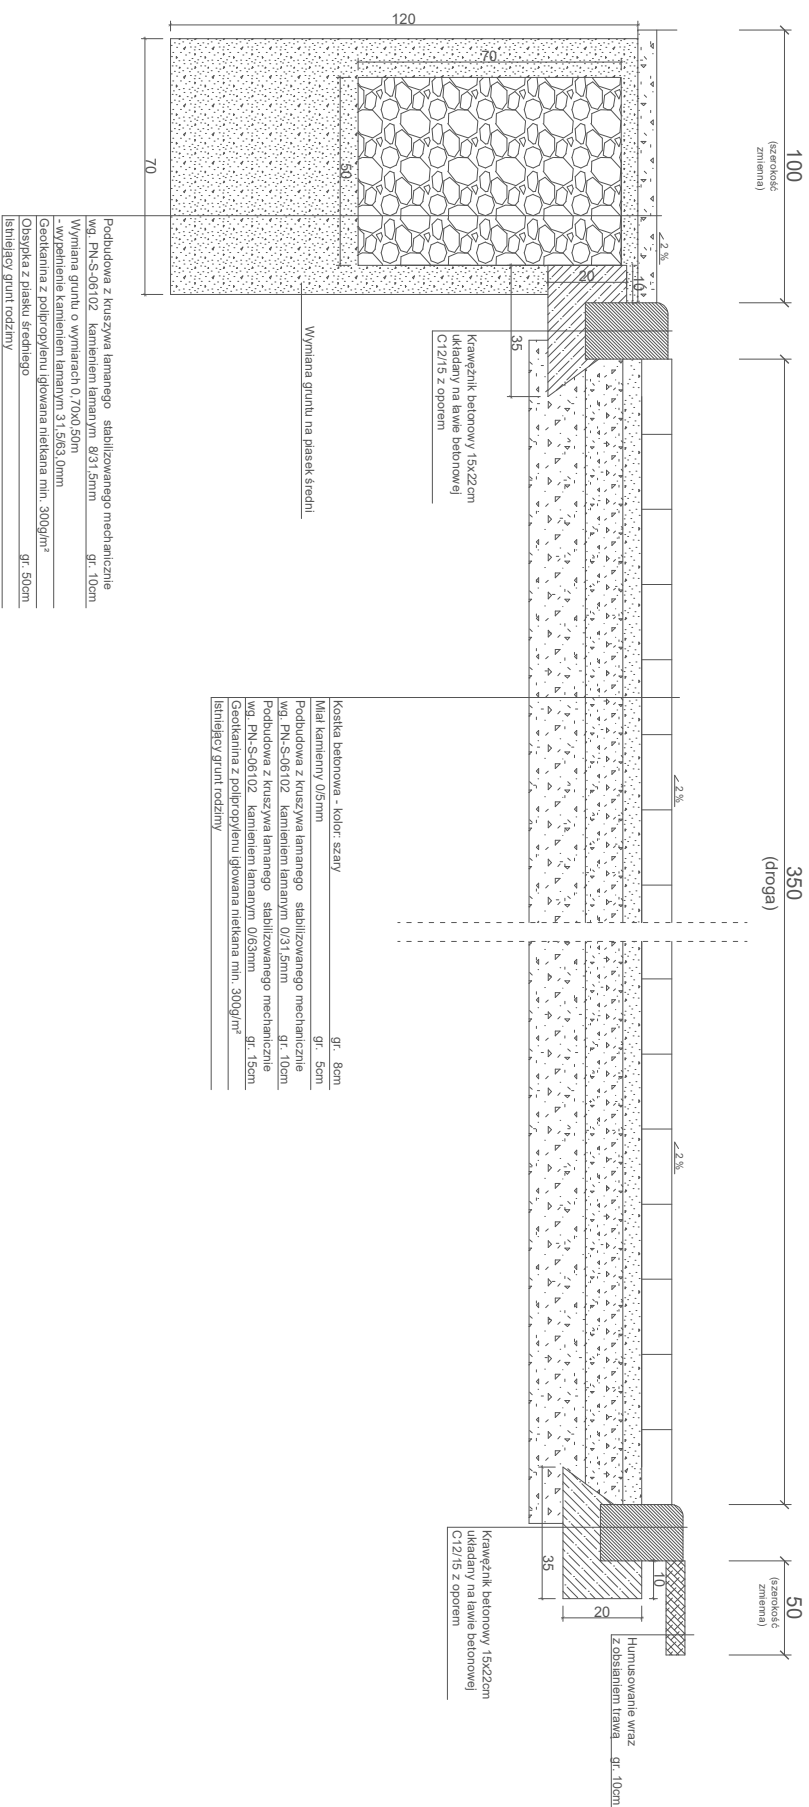 100
(szerokość
zmienna)
350
(droga)
50
(szerokość
zmienna)
2 %
2 %
2 %
120
70
50
70
10
20
35
10
20
35
Humusowanie wraz
z obsianiem trawą gr. 10cm
Krawężnik betonowy 15x22cm
układany na ławie betonowej
C12/15 z oporem
Krawężnik betonowy 15x22cm
układany na ławie betonowej
C12/15 z oporem
Wymiana gruntu na piasek średni
Kostka betonowa - kolor: szary gr. 8cm
Miał kamienny 0/5mm gr. 5cm
Podbudowa z kruszywa łamanego stabilizowanego mechanicznie
wg. PN-S-06102 kamieniem łamanym 0/31,5mm gr. 10cm
Podbudowa z kruszywa łamanego stabilizowanego mechanicznie
wg. PN-S-06102 kamieniem łamanym 0/63mm gr. 15cm
Geotkanina z polipropylenu igłowana nietkana min. 300g/m²
Istniejący grunt rodzimy
Podbudowa z kruszywa łamanego stabilizowanego mechanicznie
wg. PN-S-06102 kamieniem łamanym 8/31,5mm gr. 10cm
Wymiana gruntu o wymiarach 0,70x0,50m
- wypełnienie kamieniem łamanym 31,5/63,0mm
Geotkanina z polipropylenu igłowana nietkana min. 300g/m²
Obsypka z piasku średniego gr. 50cm
Istniejący grunt rodzimy